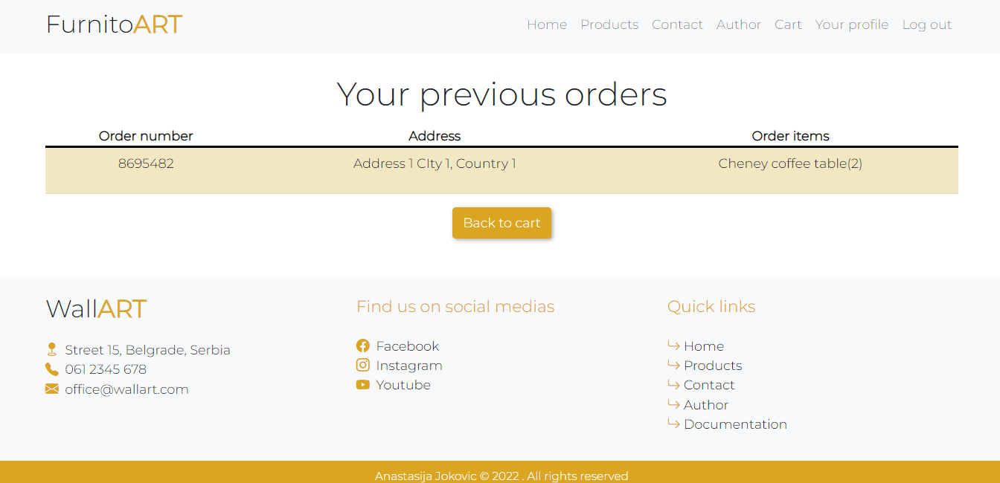 FurnitoART
Home Products Contact Author Cart Your profile Log out
Your previous orders
Order number Address Order items
8695482 Address 1 CIty 1, Country 1 Cheney coffee table(2)
Back to cart
WallART
Street 15, Belgrade, Serbia
061 2345 678
office@wallart.com
Find us on social medias
Facebook
Instagram
Youtube
Quick links
Home
Products
Contact
Author
Documentation
Anastasija Jokovic © 2022 . All rights reserved